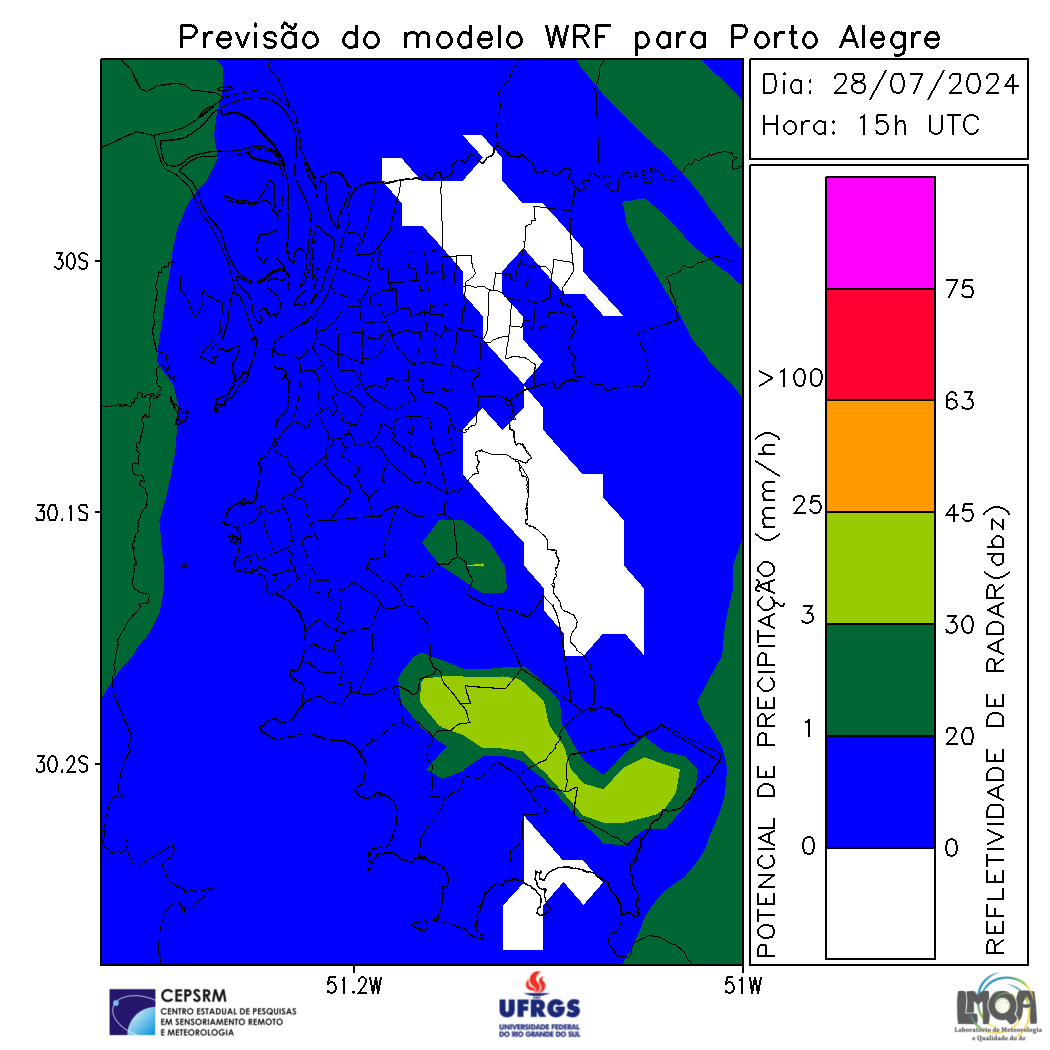 Previsão do modelo WRF para Porto Alegre
Dia: 28/07/2024
Hora: 15h UTC
30S
30.1S
30.2S
51.2W
51W
POTENCIAL DE PRECIPITAÇÃO (mm/h)
>100
25
3
1
0
75
63
45
30
20
0
REFLETIVIDADE DE RADAR(dbz)
CEPSRM
CENTRO ESTADUAL DE PESQUISAS
EM SENSORIAMENTO REMOTO
E METEOROLOGIA
UFRGS
UNIVERSIDADE FEDERAL
DO RIO GRANDE DO SUL
LMQA
Laboratório de Meteorologia
e Qualidade do Ar